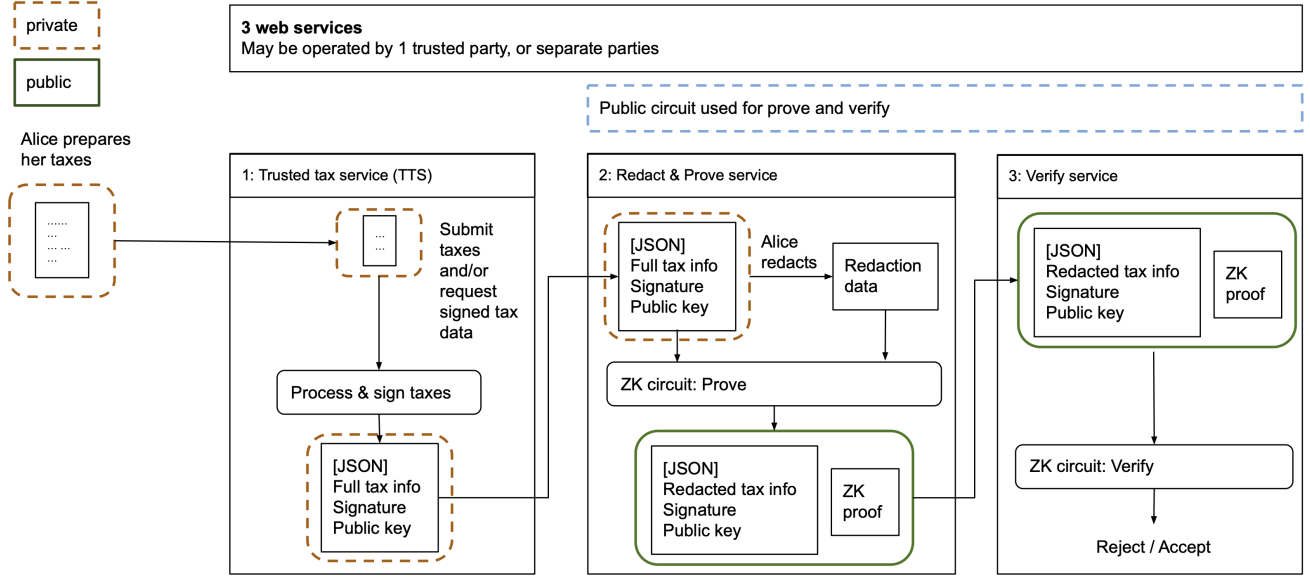 private
public
3 web services
May be operated by 1 trusted party, or separate parties
Public circuit used for prove and verify
Alice prepares
her taxes
......
...
... ...
...
1: Trusted tax service (TTS)
...
...
Submit
taxes
and/or
request
signed tax
data
Process & sign taxes
[JSON]
Full tax info
Signature
Public key
2: Redact & Prove service
[JSON]
Full tax info
Signature
Public key
Alice
redacts
Redaction
data
ZK circuit: Prove
[JSON]
Redacted tax info
Signature
Public key
ZK
proof
3: Verify service
[JSON]
Redacted tax info
Signature
Public key
ZK
proof
ZK circuit: Verify
Reject / Accept